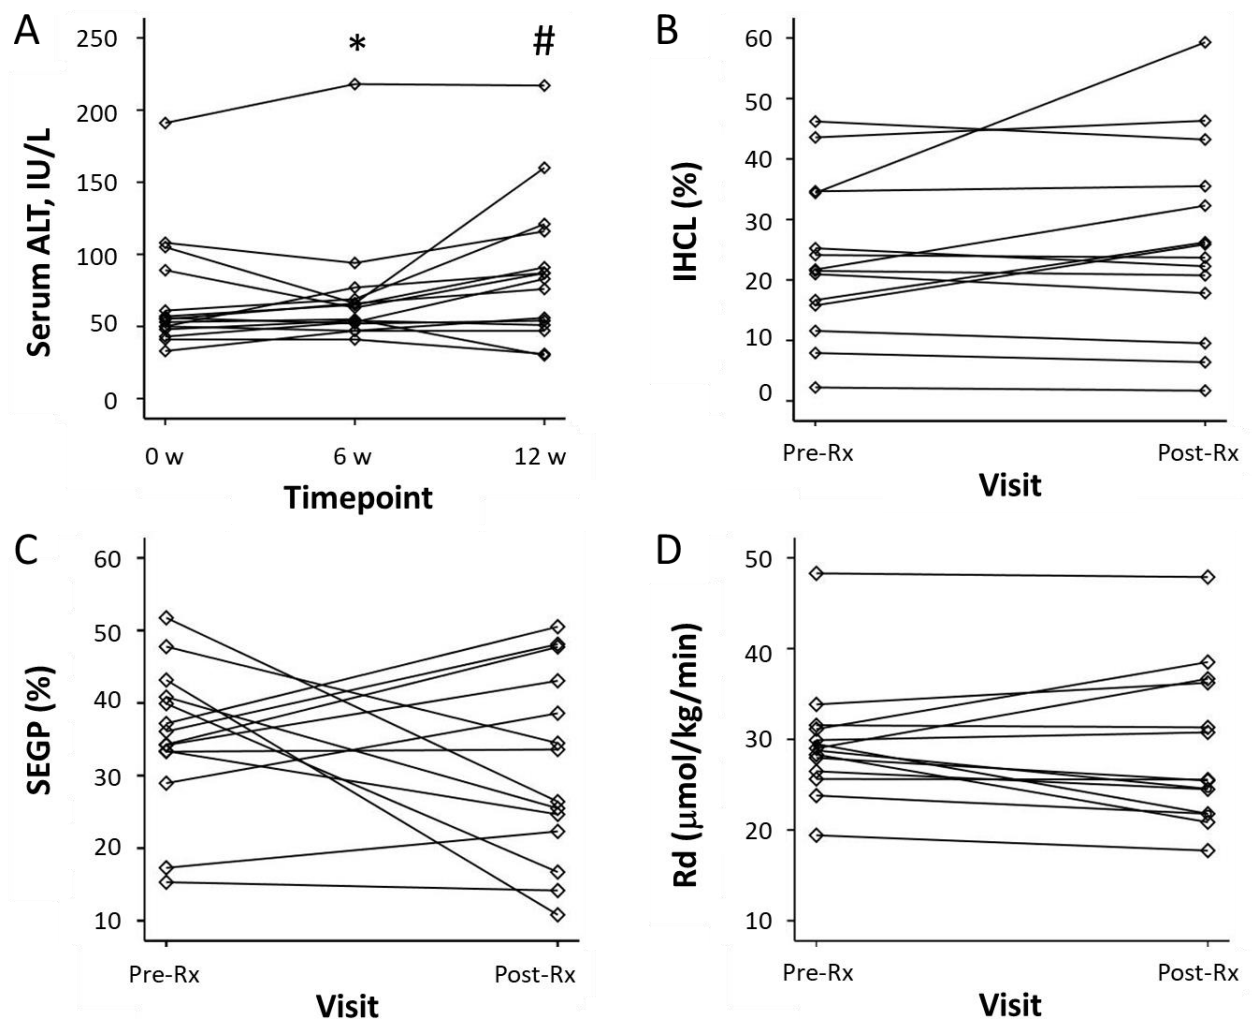 A
Serum ALT, IU/L
250
200
150
100
50
0
*
#
0 w
6 w
12 w
Timepoint
B
IHCL (%)
60
50
40
30
20
10
0
Pre-Rx
Post-Rx
Visit
C
SEGP (%)
60
50
40
30
20
10
Pre-Rx
Post-Rx
Visit
D
Rd (μmol/kg/min)
50
40
30
20
10
Pre-Rx
Post-Rx
Visit